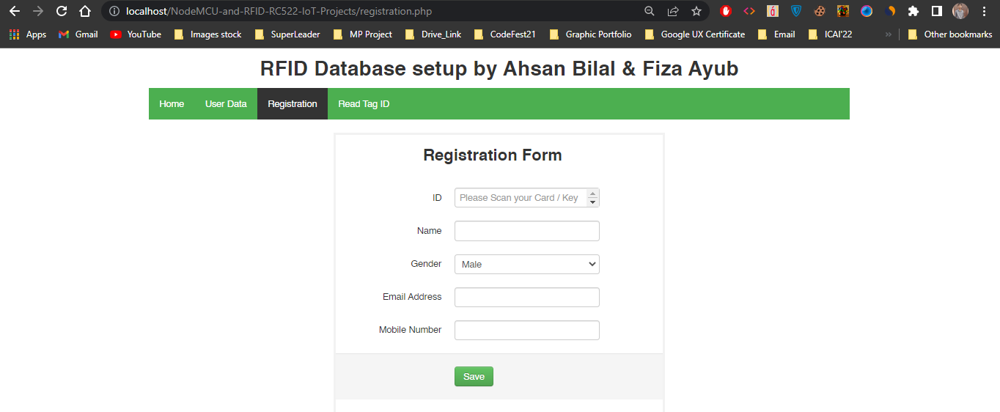 localhost/NodeMCU-and-RFID-RC522-IoT-Projects/registration.php
Apps Gmail YouTube Images stock SuperLeader MP Project Drive_Link CodeFest21 Graphic Portfolio Google UX Certificate Email ICAI'22 » Other bookmarks
RFID Database setup by Ahsan Bilal & Fiza Ayub
Home User Data Registration Read Tag ID
Registration Form
ID Please Scan your Card / Key
Name
Gender Male
Email Address
Mobile Number
Save